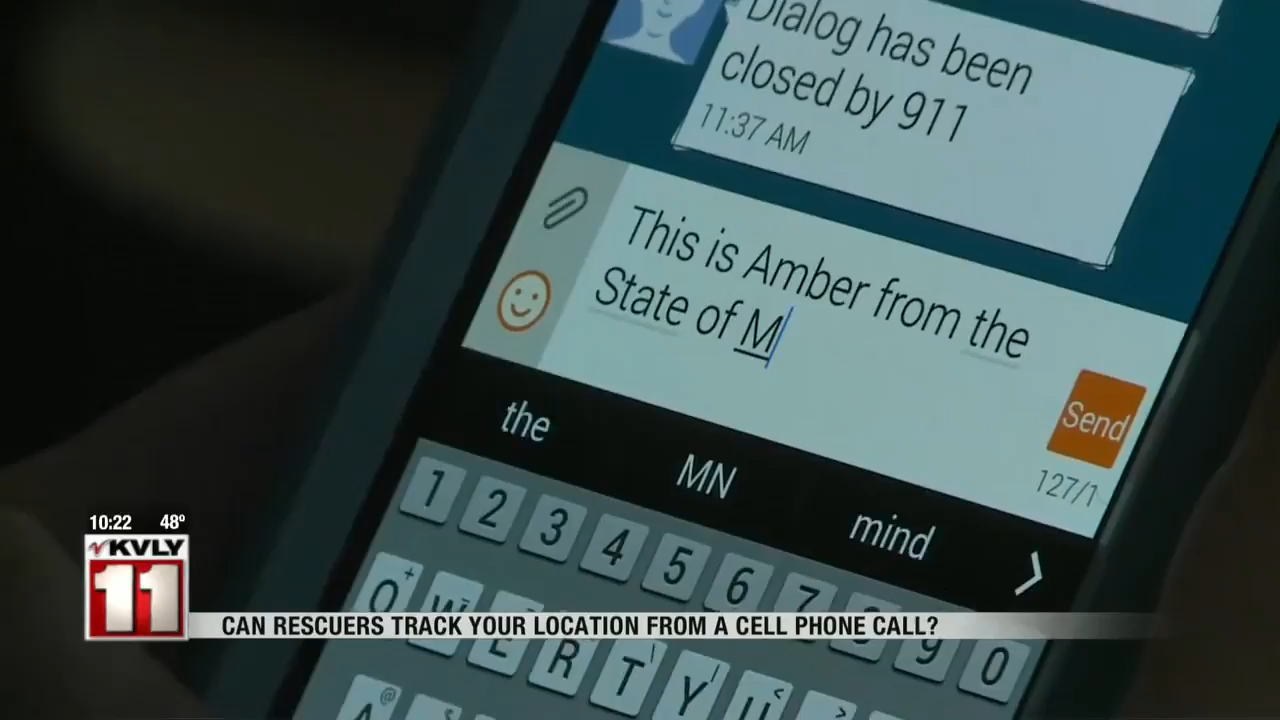 Dialog has been
closed by 911
11:37 AM
This is Amber from the
State of M
Send
127/1
the
MN
mind
1 2 3 4 5 6 7 8 9 0
Q W E R T Y U
A
10:22 48°
KVLY
11
CAN RESCUERS TRACK YOUR LOCATION FROM A CELL PHONE CALL?